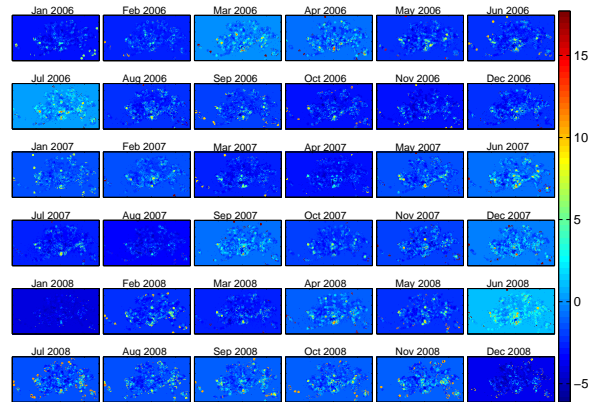 Jan 2006 Feb 2006 Mar 2006 Apr 2006 May 2006 Jun 2006
Jul 2006 Aug 2006 Sep 2006 Oct 2006 Nov 2006 Dec 2006
Jan 2007 Feb 2007 Mar 2007 Apr 2007 May 2007 Jun 2007
Jul 2007 Aug 2007 Sep 2007 Oct 2007 Nov 2007 Dec 2007
Jan 2008 Feb 2008 Mar 2008 Apr 2008 May 2008 Jun 2008
Jul 2008 Aug 2008 Sep 2008 Oct 2008 Nov 2008 Dec 2008
15
10
5
0
−5